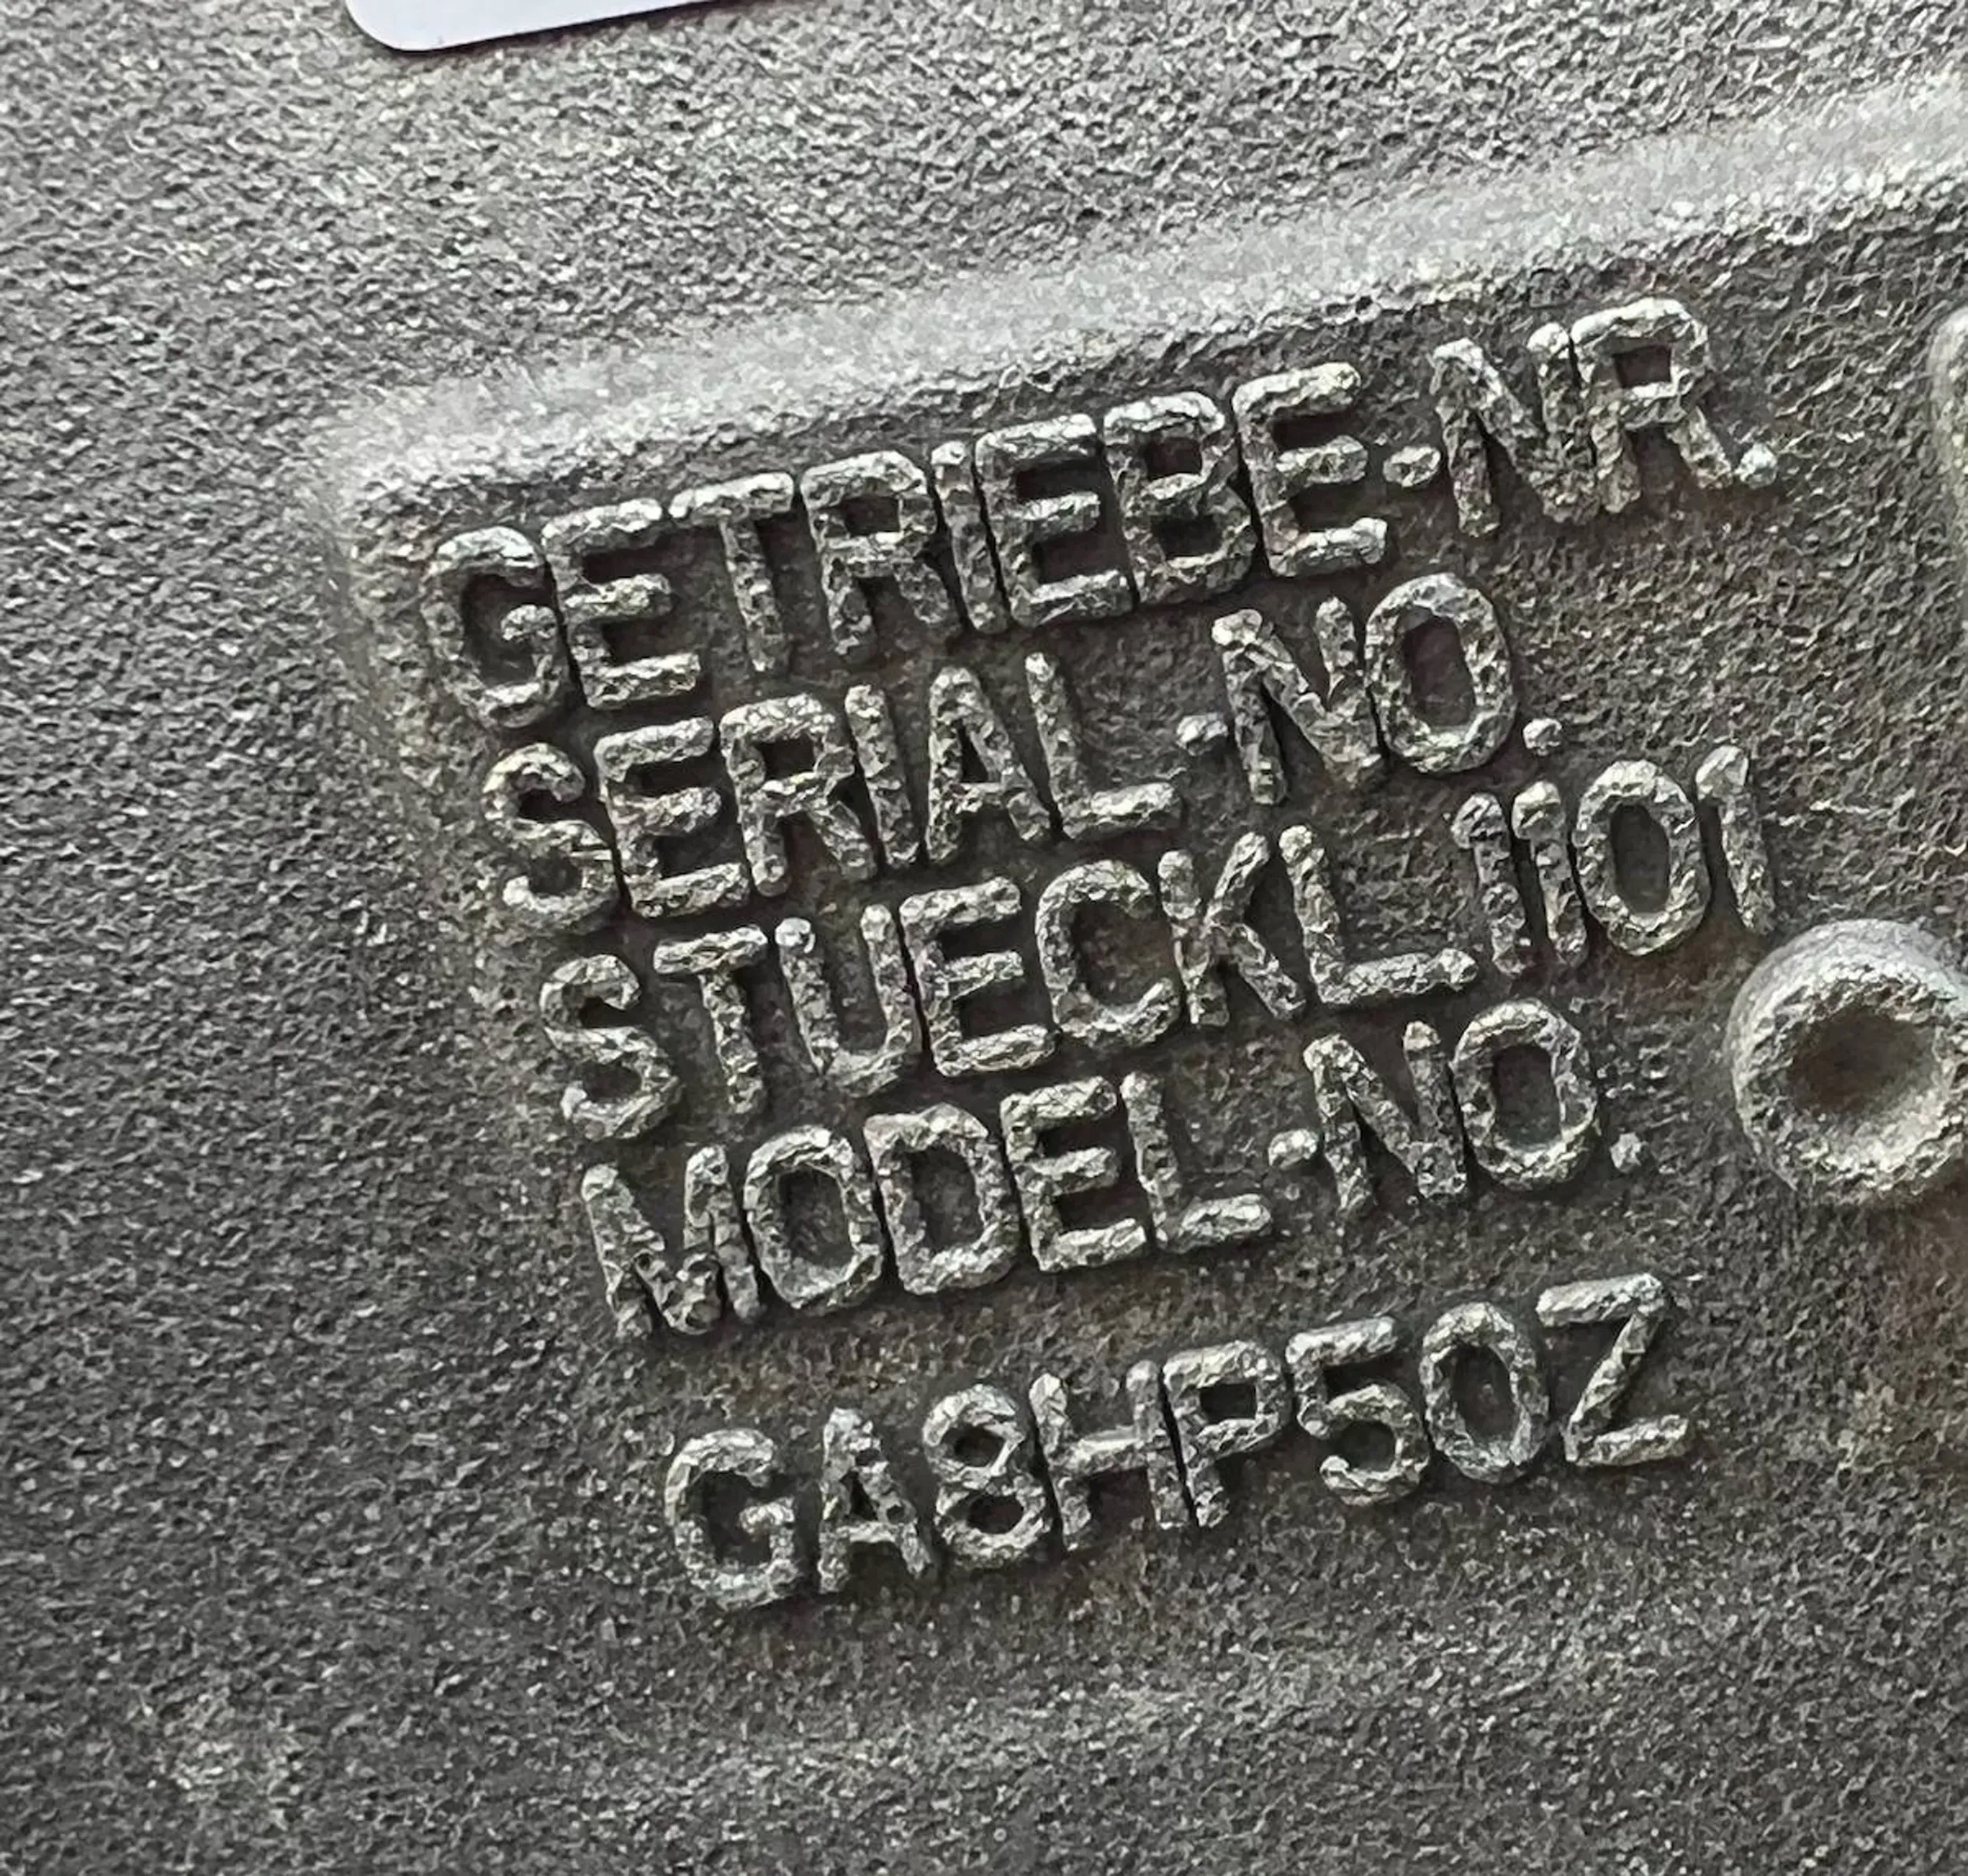 GETRIEBE-NR.
SERIAL-NO.
STUECKL.1101
MODEL-NO.
GA8HP50Z